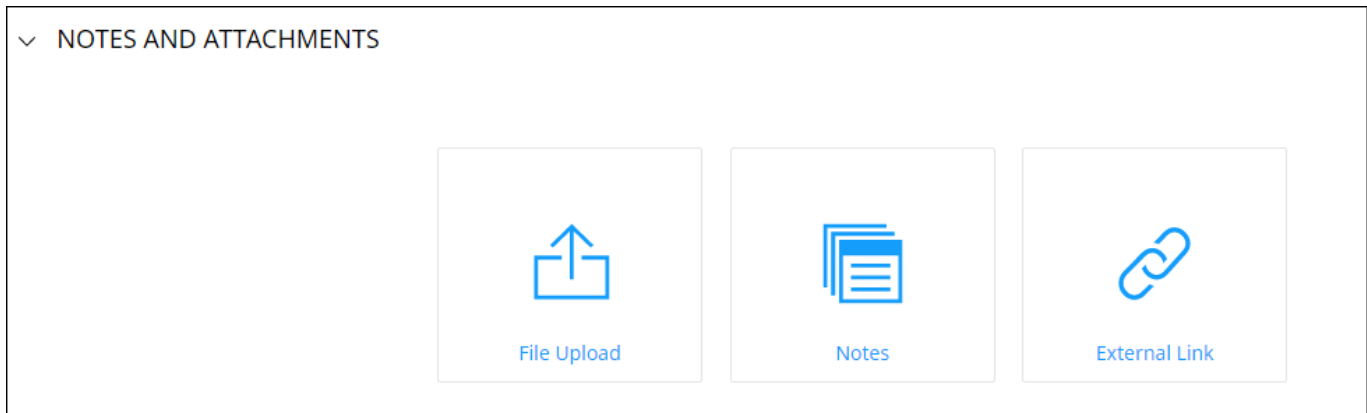 NOTES AND ATTACHMENTS
File Upload
Notes
External Link